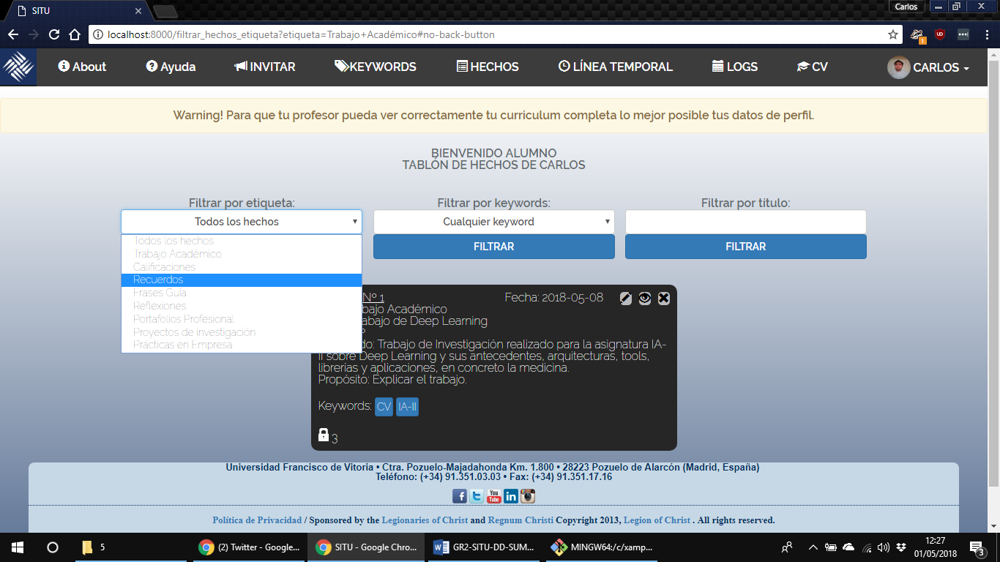 SITU
Carlos
localhost:8000/filtrar_hechos_etiqueta?etiqueta=Trabajo+Académico#no-back-button
1
UD
About
Ayuda
INVITAR
KEYWORDS
HECHOS
LÍNEA TEMPORAL
LOGS
CV
CARLOS
Warning! Para que tu profesor pueda ver correctamente tu curriculum completa lo mejor posible tus datos de perfil.
BIENVENIDO ALUMNO
TABLÓN DE HECHOS DE CARLOS
Filtrar por etiqueta:
Filtrar por keywords:
Filtrar por título:
Todos los hechos
Cualquier keyword
FILTRAR
FILTRAR
Todos los hechos
Trabajo Académico
Calificaciones
Recuerdos
Frases Guía
Reflexiones
Portafolios Profesional
Proyectos de investigación
Prácticas en Empresa
Nº 1
Fecha: 2018-05-08
bajo Académico
abajo de Deep Learning
º
do: Trabajo de Investigación realizado para la asignatura IA-
II sobre Deep Learning y sus antecedentes, arquitecturas, tools,
librerias y aplicaciones, en concreto la medicina.
Propósito: Explicar el trabajo.
Keywords: CV IA-II
3
Universidad Francisco de Vitoria • Ctra. Pozuelo-Majadahonda Km. 1.800 • 28223 Pozuelo de Alarcón (Madrid, España)
Teléfono: (+34) 91.351.03.03 • Fax: (+34) 91.351.17.16
f t You Tube in
Política de Privacidad / Sponsored by the Legionaries of Christ and Regnum Christi Copyright 2013, Legion of Christ . All rights reserved.
5
(2) Twitter - Google...
SITU - Google Chro...
GR2-SITU-DD-SUM...
MINGW64:/c/xamp...
12:27
01/05/2018
3